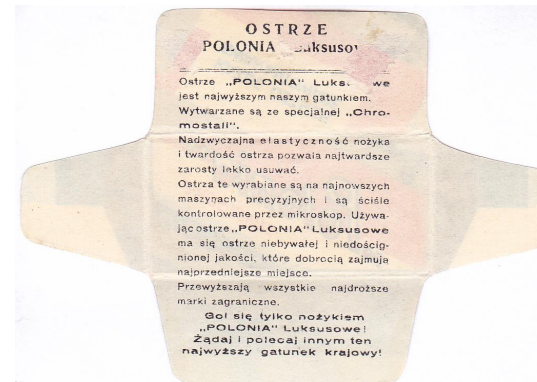 OSTRZE
POLONIA
Ostrze „POLONIA"
jest najwyższym naszym gatunkiem.
Wytwarzane są ze specjalnej „Chro-
mostali".
Nadzwyczajna elastyczność nożyka
i twardość ostrza pozwala najtwardsze
zarosty lekko usuwać.
Ostrza te wyrabiane są na najnowszych
maszynach precyzyjnych i są ściśle
kontrolowane przez mikroskop. Używa-
jąc ostrze „POLONIA" Luksusowe
ma się ostrze niebywałej i niedościg-
nionej jakości, które dobrocią zajmują
najprzedniejsze miejsce.
Przewyższają wszystkie najdroższe
marki zagraniczne.
Gol się tylko nożykiem
„POLONIA" Luksusowe!
Żądaj i polecaj innym ten
najwyższy gatunek krajowy!